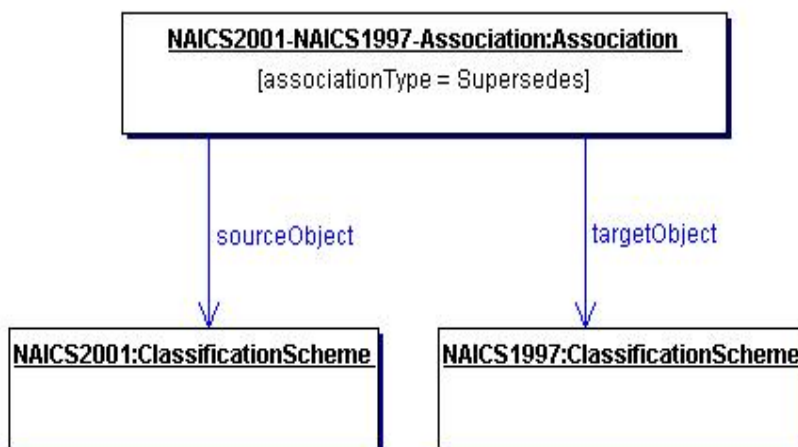 NAICS2001-NAICS1997-Association:Association
[associationType = Supersedes]
sourceObject
targetObject
NAICS2001:ClassificationScheme
NAICS1997:ClassificationScheme